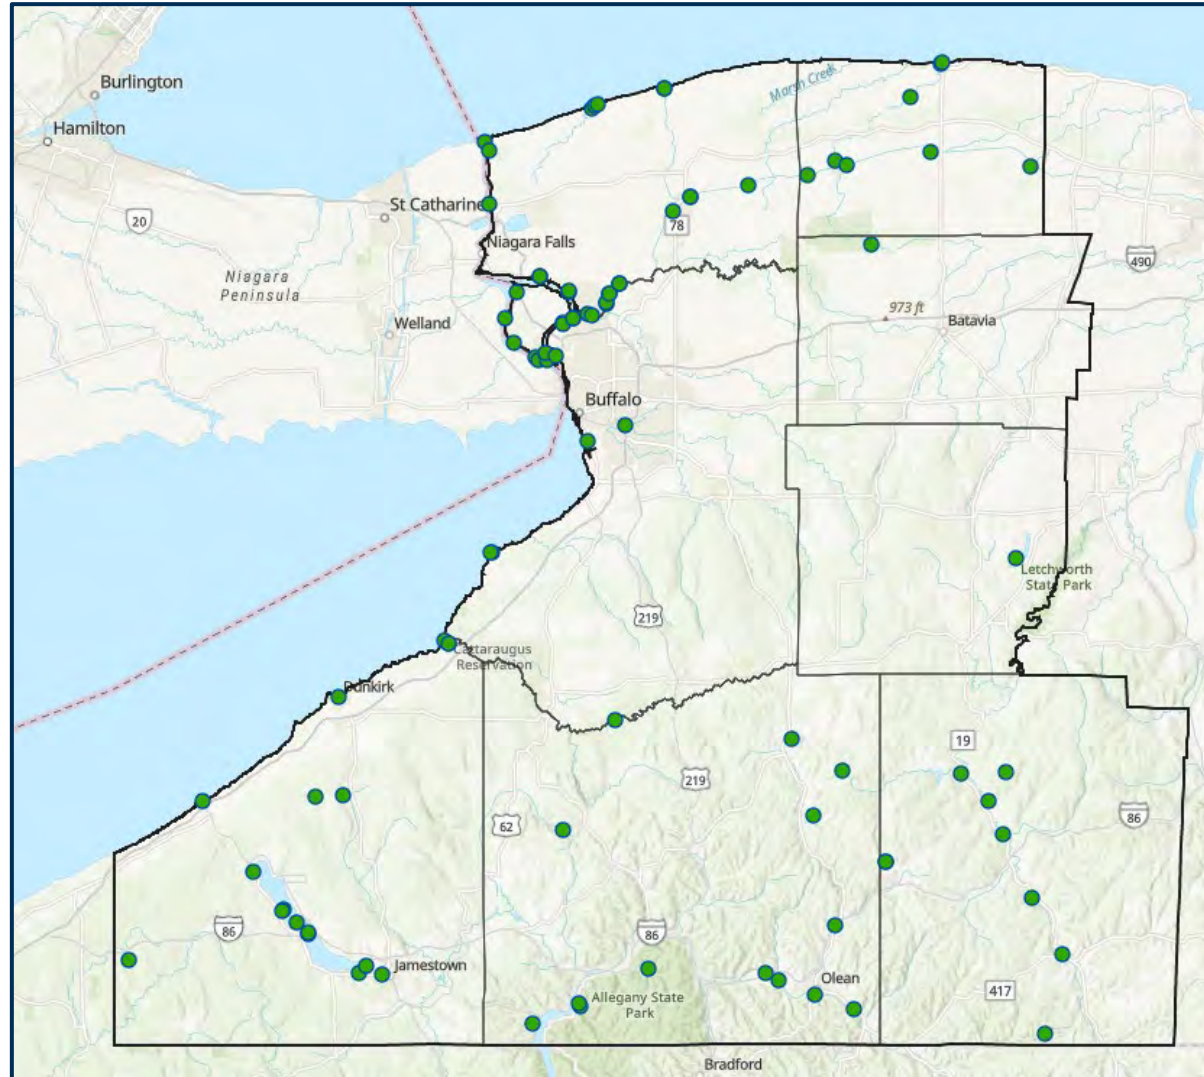 Burlington
Hamilton
Marsh Creek
St Catharine
20
78
Niagara Falls
Niagara
Peninsula
490
973 ft
Welland
Batavia
Buffalo
Letchworth
State Park
219
Cattaraugus
Reservation
Dunkirk
19
219
62
86
86
86
Jamestown
Olean
417
Allegany State
Park
Bradford